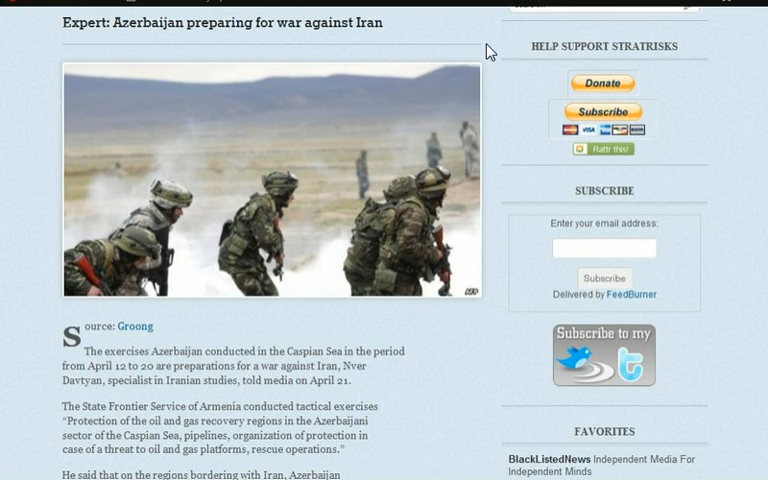 Expert: Azerbaijan preparing for war against Iran
AFP
Source: Groong
The exercises Azerbaijan conducted in the Caspian Sea in the period
from April 12 to 20 are preparations for a war against Iran, Nver
Davtyan, specialist in Iranian studies, told media on April 21.
The State Frontier Service of Armenia conducted tactical exercises
“Protection of the oil and gas recovery regions in the Azerbaijani
sector of the Caspian Sea, pipelines, organization of protection in
case of a threat to oil and gas platforms, rescue operations.”
He said that on the regions bordering with Iran, Azerbaijan
HELP SUPPORT STRATRISKS
Donate
Subscribe
VISA
flattr this!
SUBSCRIBE
Enter your email address:
Subscribe
Delivered by FeedBurner
Subscribe to my
t
FAVORITES
BlackListedNews Independent Media For
Independent Minds